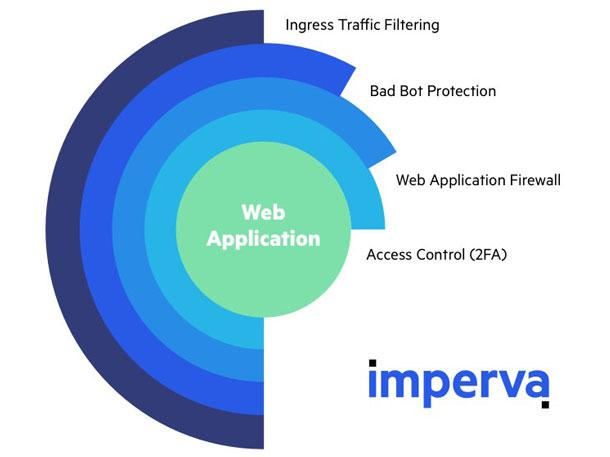 Ingress Traffic Filtering
Bad Bot Protection
Web Application Firewall
Web
Application
Access Control (2FA)
imperva